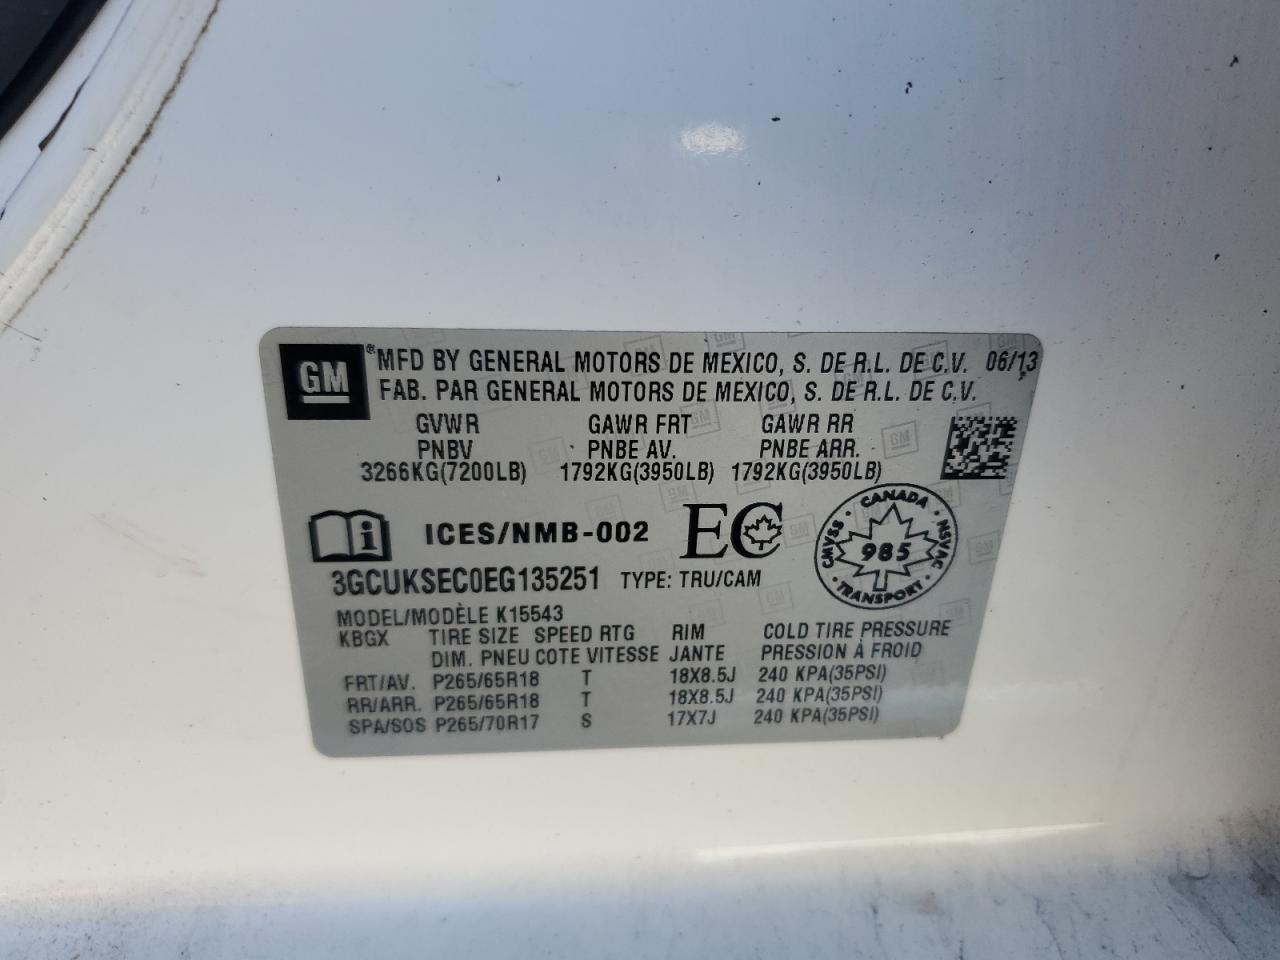 GM ®MFD BY GENERAL MOTORS DE MEXICO, S. DE R.L. DE C.V. 06/13
FAB. PAR GENERAL MOTORS DE MEXICO, S. DE R.L. DE C.V.
GVWR GAWR FRT GAWR RR
PNBV PNBE AV. PNBE ARR.
3266KG(7200LB) 1792KG(3950LB) 1792KG(3950LB)
ICES/NMB-002 EC
CANADA
CMVSS 985 NSVAC
TRANSPORT
3GCUKSEC0EG135251 TYPE: TRU/CAM
MODEL/MODÈLE K15543
KBGX TIRE SIZE SPEED RTG RIM COLD TIRE PRESSURE
DIM. PNEU COTE VITESSE JANTE PRESSION À FROID
FRT/AV. P265/65R18 T 18X8.5J 240 KPA(35PSI)
RR/ARR. P265/65R18 T 18X8.5J 240 KPA(35PSI)
SPA/SOS P265/70R17 S 17X7J 240 KPA(35PSI)